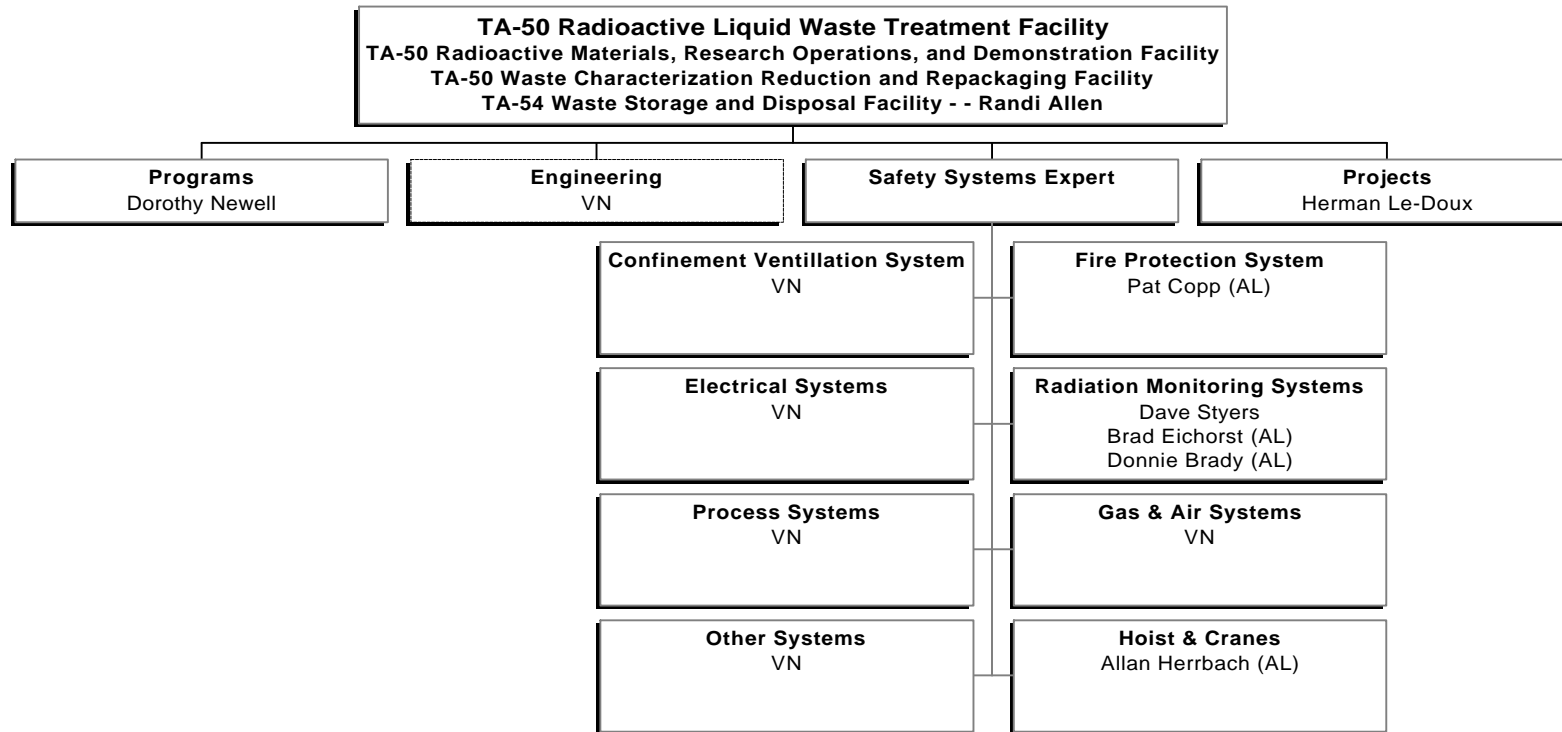 TA-50 Radioactive Liquid Waste Treatment Facility
TA-50 Radioactive Materials, Research Operations, and Demonstration Facility
TA-50 Waste Characterization Reduction and Repackaging Facility
TA-54 Waste Storage and Disposal Facility - - Randi Allen
Programs
Dorothy Newell
Engineering
VN
Safety Systems Expert
Projects
Herman Le-Doux
Confinement Ventillation System
VN
Fire Protection System
Pat Copp (AL)
Electrical Systems
VN
Radiation Monitoring Systems
Dave Styers
Brad Eichorst (AL)
Donnie Brady (AL)
Process Systems
VN
Gas & Air Systems
VN
Other Systems
VN
Hoist & Cranes
Allan Herrbach (AL)